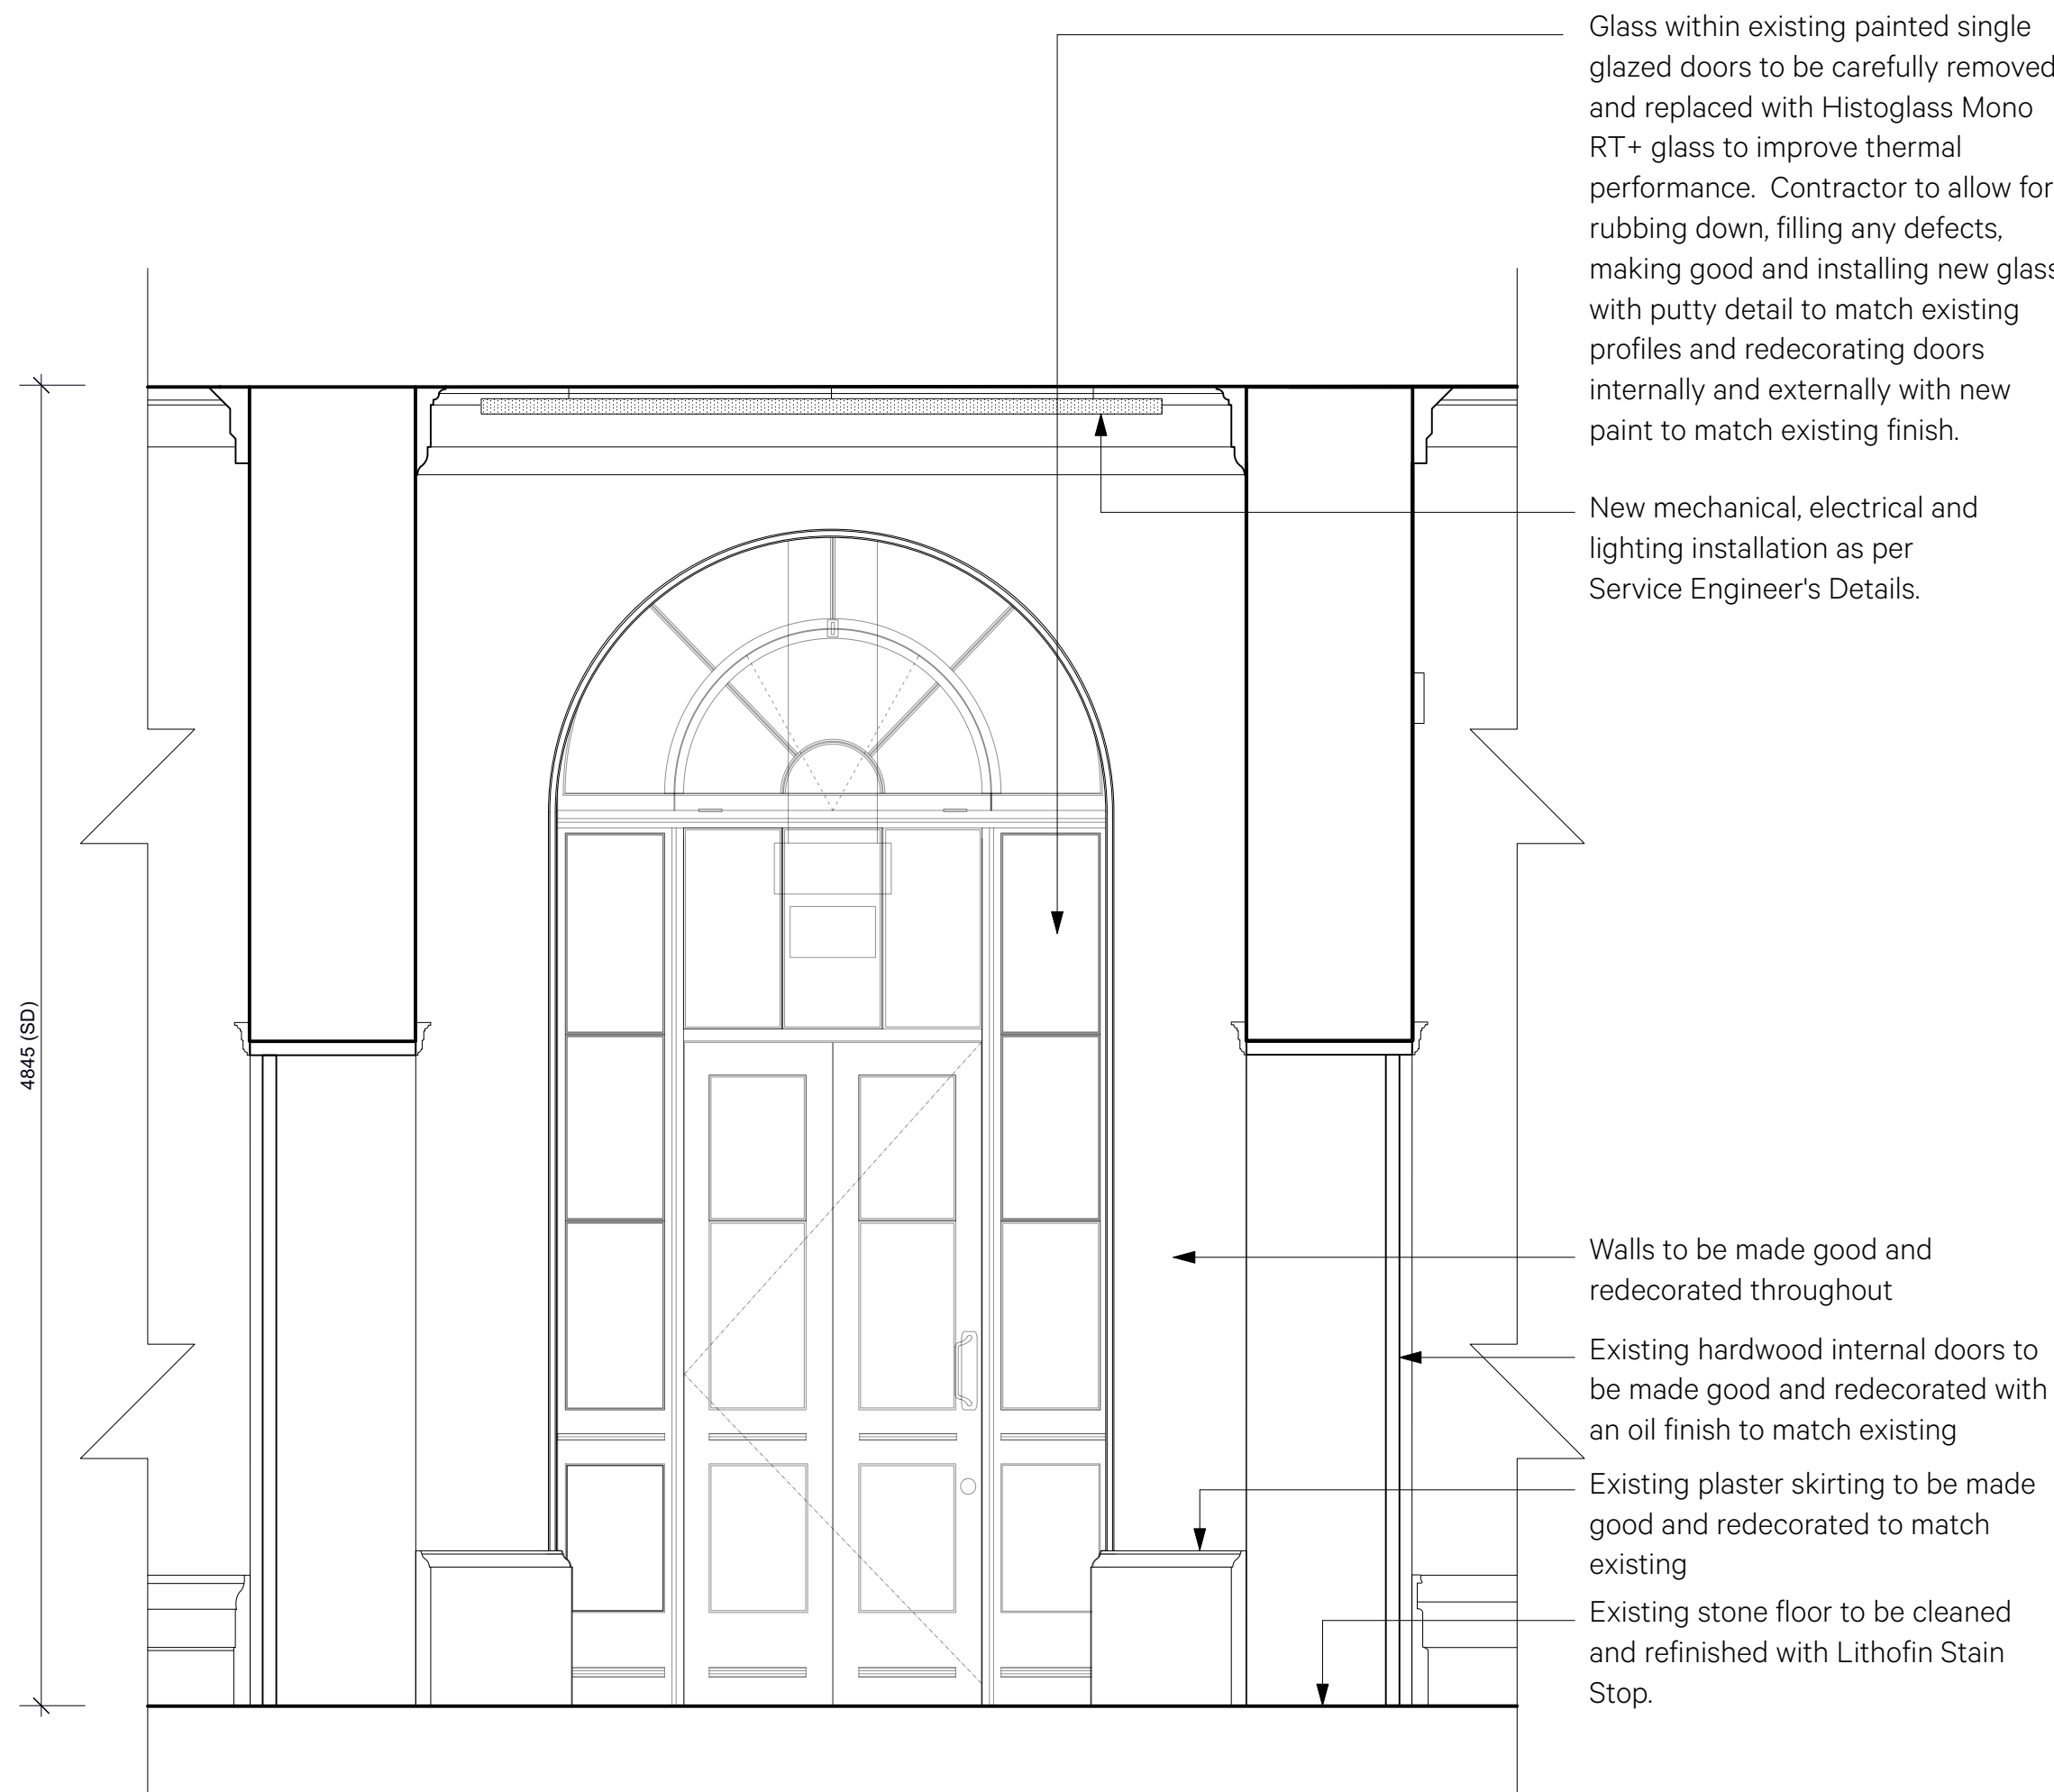 Glass within existing painted single
glazed doors to be carefully removed
and replaced with Histoglass Mono
RT+ glass to improve thermal
performance.  Contractor to allow for
rubbing down, filling any defects,
making good and installing new glass
with putty detail to match existing
profiles and redecorating doors
internally and externally with new
paint to match existing finish.
New mechanical, electrical and
lighting installation as per
Service Engineer's Details.
4845 (SD)
Walls to be made good and
redecorated throughout
Existing hardwood internal doors to
be made good and redecorated with
an oil finish to match existing
Existing plaster skirting to be made
good and redecorated to match
existing
Existing stone floor to be cleaned
and refinished with Lithofin Stain
Stop.